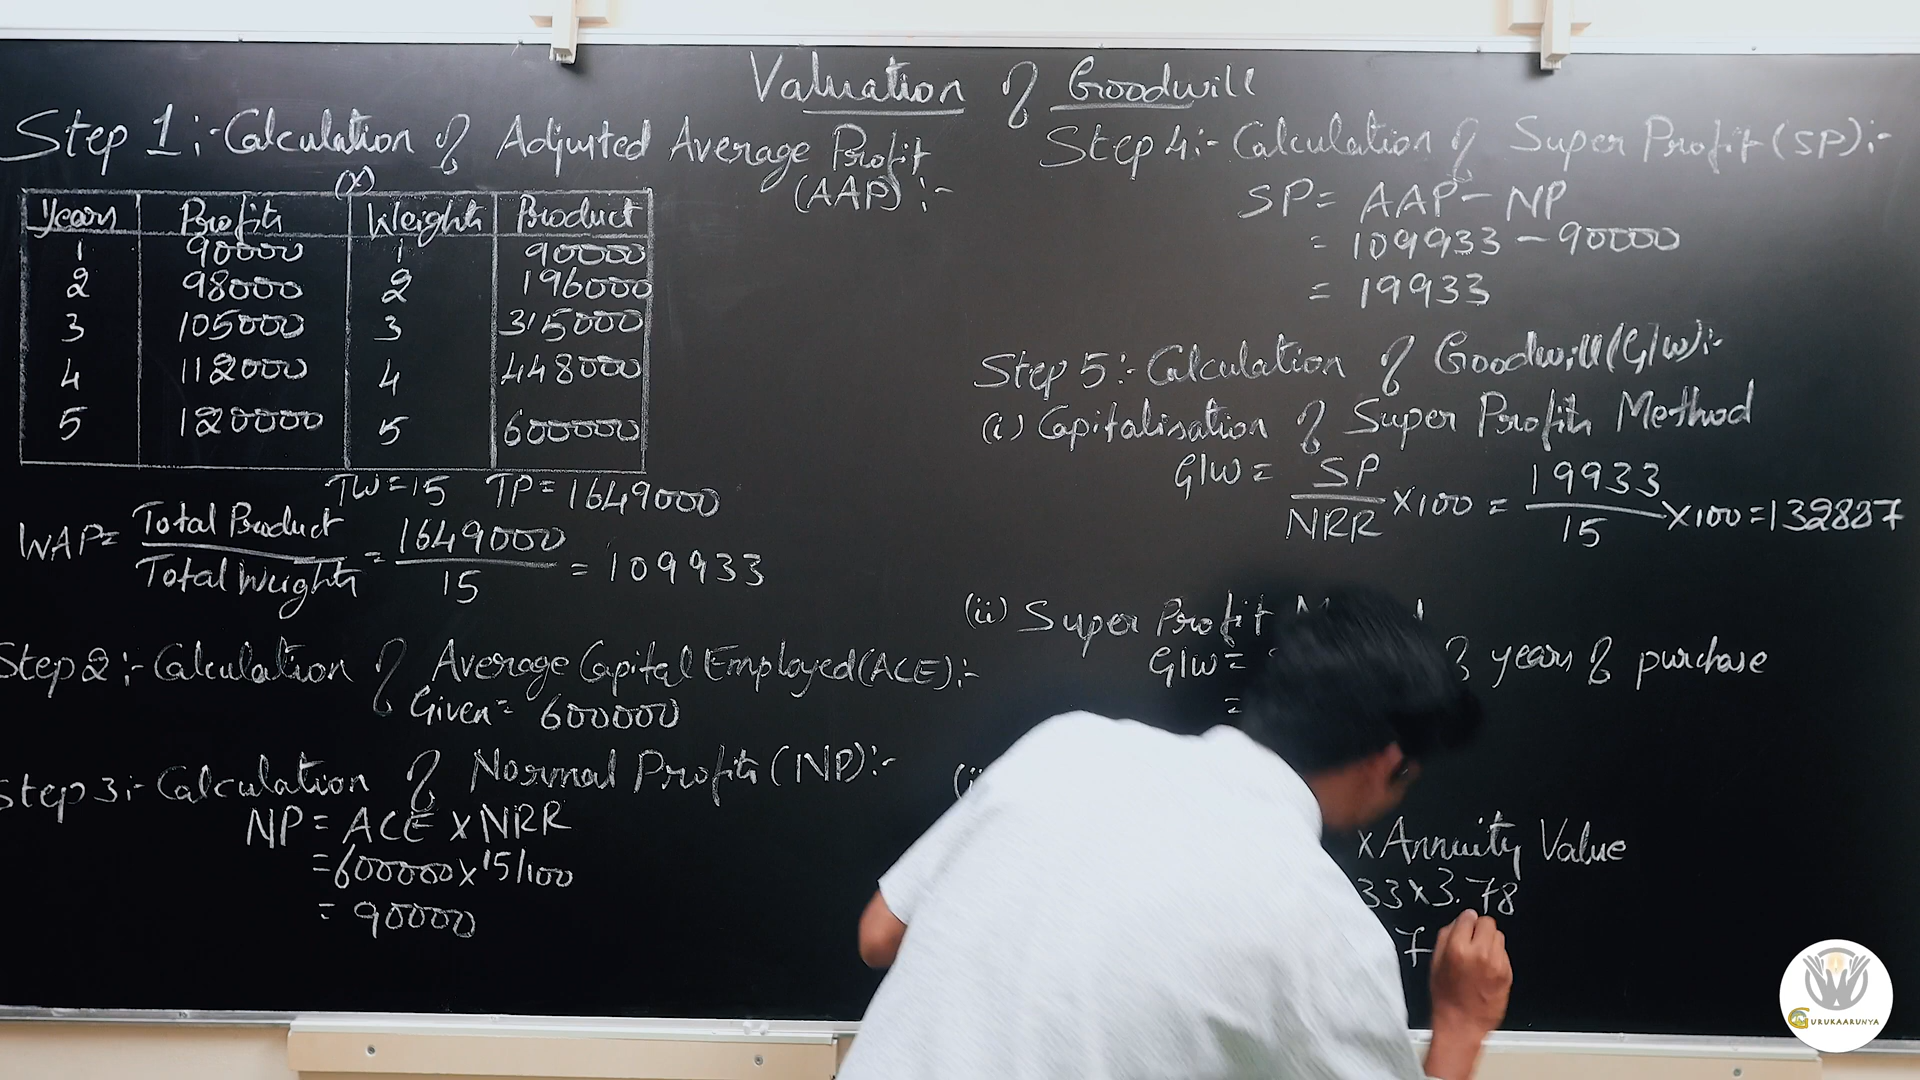 Valuation of Goodwill
Step 1:- Calculation of Adjusted Average Profit
(AAP):-
(x)
Years Profits Weights Product
1 90000 1 90000
2 98000 2 196000
3 105000 3 315000
4 112000 4 448000
5 120000 5 600000
TW=15 TP=1649000
WAP= Total Product / Total Weights = 1649000 / 15 = 109933
Step 2:- Calculation of Average Capital Employed(ACE):-
Given= 600000
Step 3:- Calculation of Normal Profits (NP):-
NP= ACE x NRR
=600000x15/100
= 90000
Step 4:- Calculation of Super Profit (SP):-
SP= AAP- NP
= 109933-90000
= 19933
Step 5:- Calculation of Goodwill(G/W):-
(i) Capitalisation of Super Profits Method
G/W= SP / NRR x100 = 19933 / 15 x100=132887
(ii) Super Profit
G/W= years of purchase
=
x Annuity Value
33x3.78
7
GURUKAARUNYA